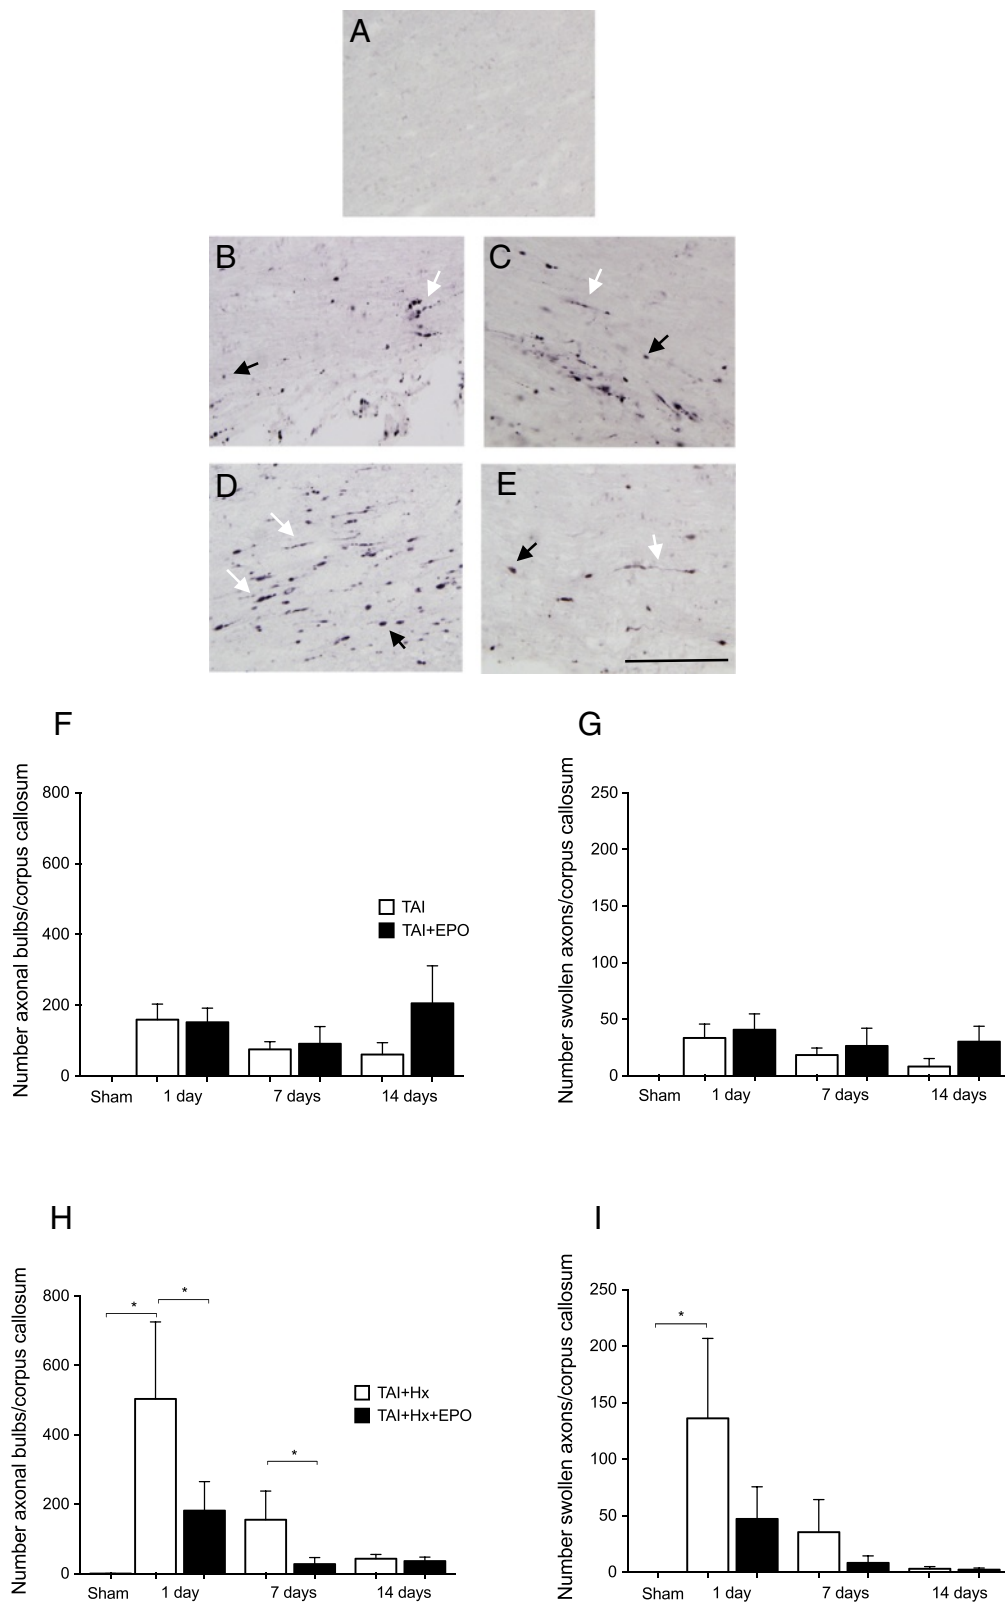 A
B
C
D
E
F
Number axonal bulbs/corpus callosum
800
600
400
200
0
TAI
TAI+EPO
Sham 1 day 7 days 14 days
G
Number swollen axons/corpus callosum
250
200
150
100
50
0
Sham 1 day 7 days 14 days
H
Number axonal bulbs/corpus callosum
800
600
400
200
0
* *
*
TAI+Hx
TAI+Hx+EPO
Sham 1 day 7 days 14 days
I
Number swollen axons/corpus callosum
250
200
150
100
50
0
*
Sham 1 day 7 days 14 days